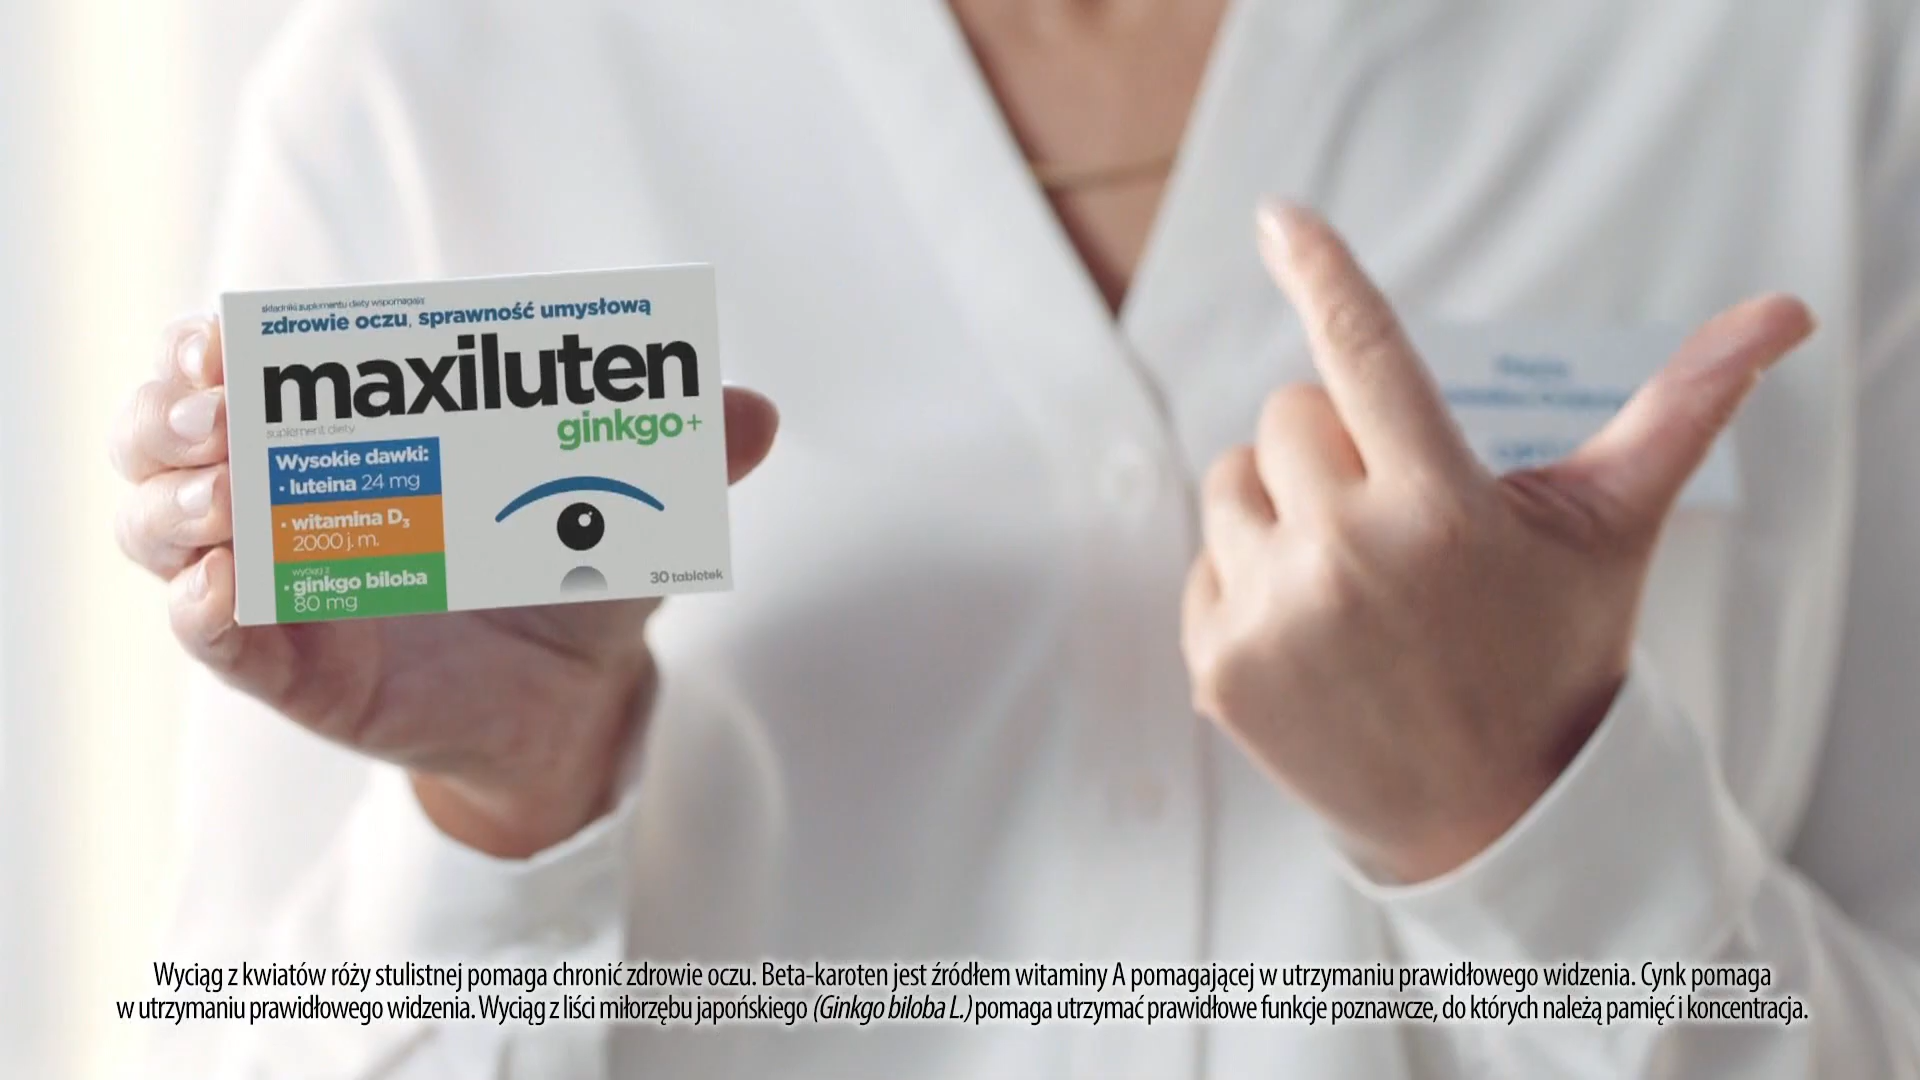 składniki suplementu diety wspomagają
zdrowie oczu, sprawność umysłową
maxiluten
suplement diety
ginkgo+
Wysokie dawki:
• luteina 24 mg
• witamina D₃
2000 j. m.
wyciąg z
• ginkgo biloba
80 mg
30 tabletek
Wyciąg z kwiatów róży stulistnej pomaga chronić zdrowie oczu. Beta-karoten jest źródłem witaminy A pomagającej w utrzymaniu prawidłowego widzenia. Cynk pomaga
w utrzymaniu prawidłowego widzenia. Wyciąg z liści miłorzębu japońskiego (Ginkgo biloba L.) pomaga utrzymać prawidłowe funkcje poznawcze, do których należą pamięć i koncentracja.